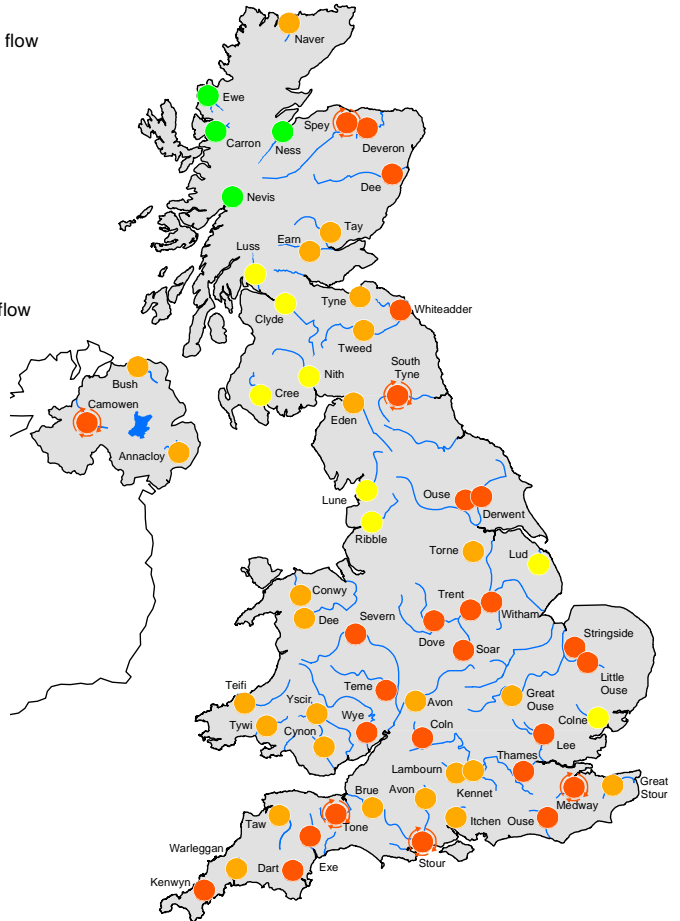 flow
Naver
Ewe
Carron
Ness
Spey
Deveron
Dee
Nevis
Tay
Earn
Luss
flow
Tyne
Whiteadder
Clyde
Tweed
South
Tyne
Nith
Cree
Bush
Camowen
Annacloy
Eden
Lune
Ouse
Derwent
Ribble
Torne
Lud
Conwy
Dee
Severn
Trent
Witham
Dove
Soar
Stringside
Little
Ouse
Teifi
Teme
Yscir
Avon
Great
Ouse
Colne
Tywi
Cynon
Wye
Coln
Lee
Thames
Lambourn
Kennet
Medway
Great
Stour
Brue
Avon
Taw
Tone
Itchen
Ouse
Stour
Warleggan
Dart
Exe
Kenwyn